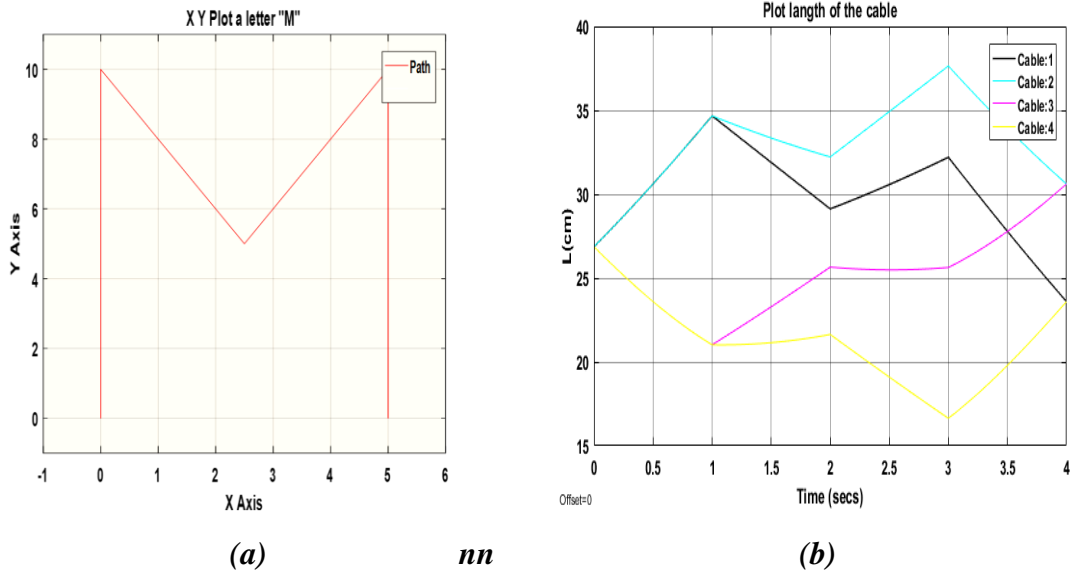 X Y Plot a letter "M"
Path
10
8
6
4
2
0
-1 0 1 2 3 4 5 6
Y Axis
X Axis
Plot length of the cable
Cable:1
Cable:2
Cable:3
Cable:4
40
35
30
25
20
15
0 0.5 1 1.5 2 2.5 3 3.5 4
L(cm)
Time (secs)
Offset=0
(a) nn (b)